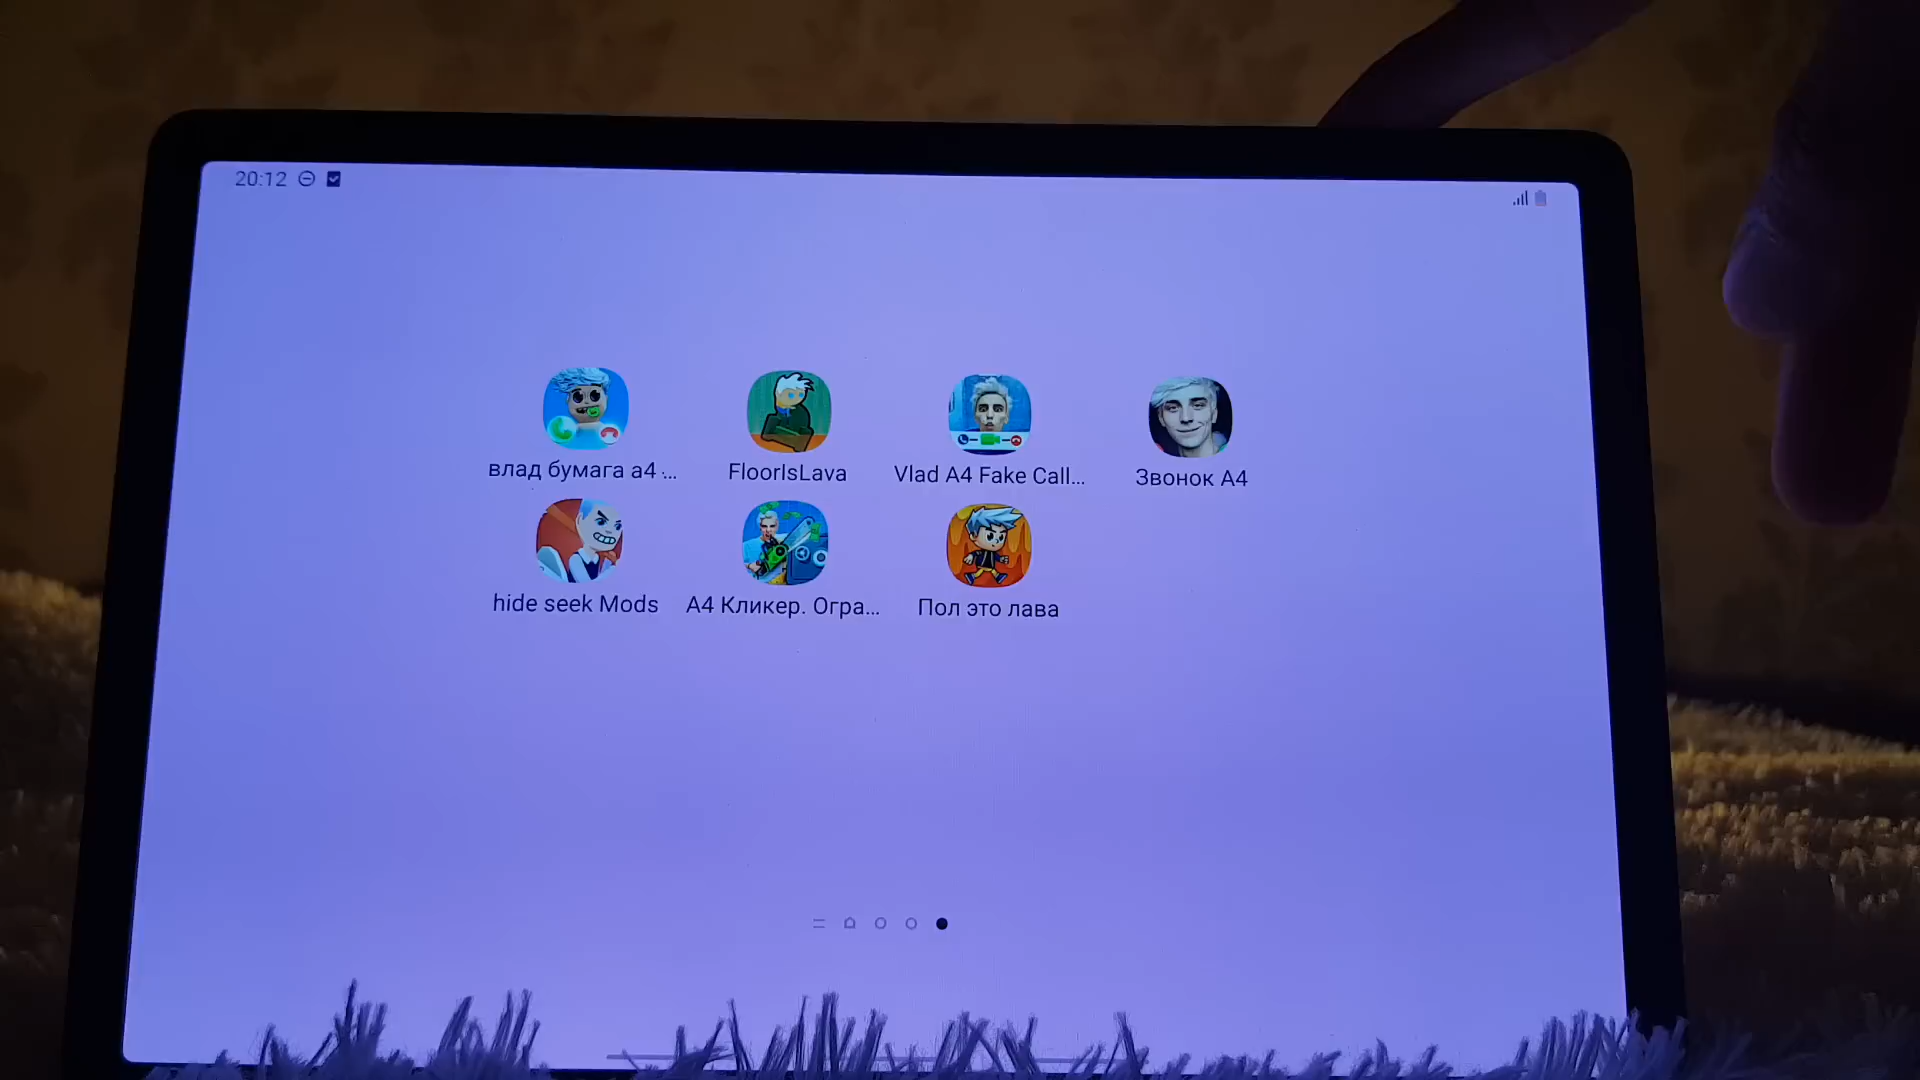 20:12
влад бумага а4 ...
FloorIsLava
Vlad A4 Fake Call...
Звонок А4
hide seek Mods
А4 Кликер. Огра...
Пол это лава